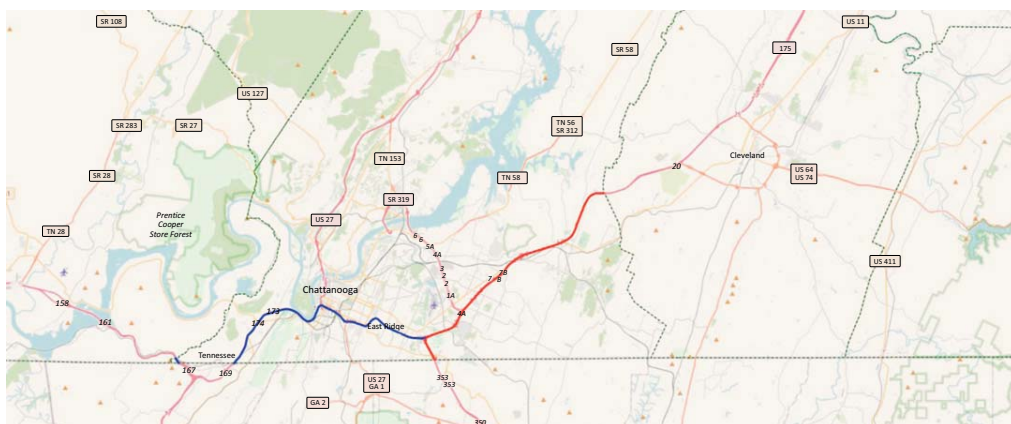 SR 108
US 11
175
SR 58
US 127
SR 283
SR 27
TN 56
SR 312
TN 153
Cleveland
20
US 64
US 74
SR 28
TN 58
SR 319
Prentice
Cooper
Store Forest
US 27
TN 28
6
6
5A
4A
US 411
3
2
2
7
7B
8
Chattanooga
1A
158
161
173
174
4A
East Ridge
Tennessee
167
169
353
353
US 27
GA 1
GA 2
350